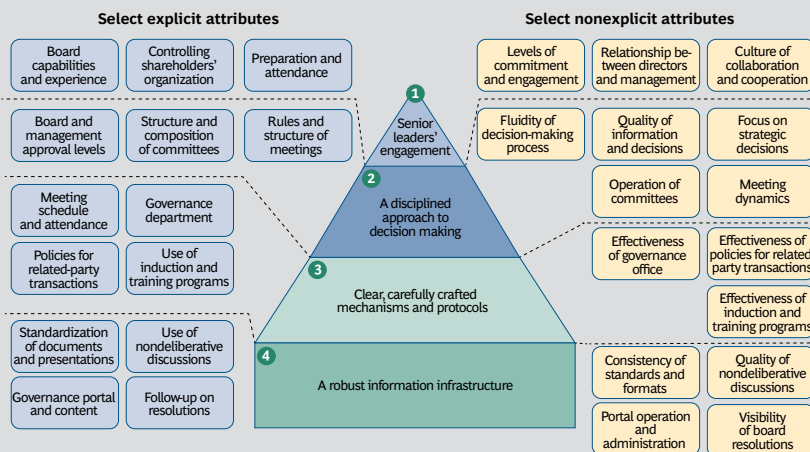 Select explicit attributes
Select nonexplicit attributes
Board
capabilities
and experience
Controlling
shareholders'
organization
Preparation and
attendance
Levels of
commitment
and engagement
Relationship be-
tween directors
and management
Culture of
collaboration
and cooperation
1
Senior
leaders'
engagement
Board and
management
approval levels
Structure and
composition
of committees
Rules and
structure of
meetings
Fluidity of
decision-making
process
Quality of
information
and decisions
Focus on
strategic
decisions
Operation of
committees
Meeting
dynamics
2
A disciplined
approach to
decision making
Meeting
schedule
and attendance
Governance
department
Policies for
related-party
transactions
Use of
induction and
training programs
Effectiveness
of governance
office
Effectiveness of
policies for related-
party transactions
Effectiveness of
induction and
training programs
3
Clear, carefully crafted
mechanisms and protocols
Standardization
of documents
and presentations
Use of
nondeliberative
discussions
Governance portal
and content
Follow-up on
resolutions
4
A robust information infrastructure
Consistency of
standards and
formats
Quality of
nondeliberative
discussions
Portal operation
and
administration
Visibility
of board
resolutions